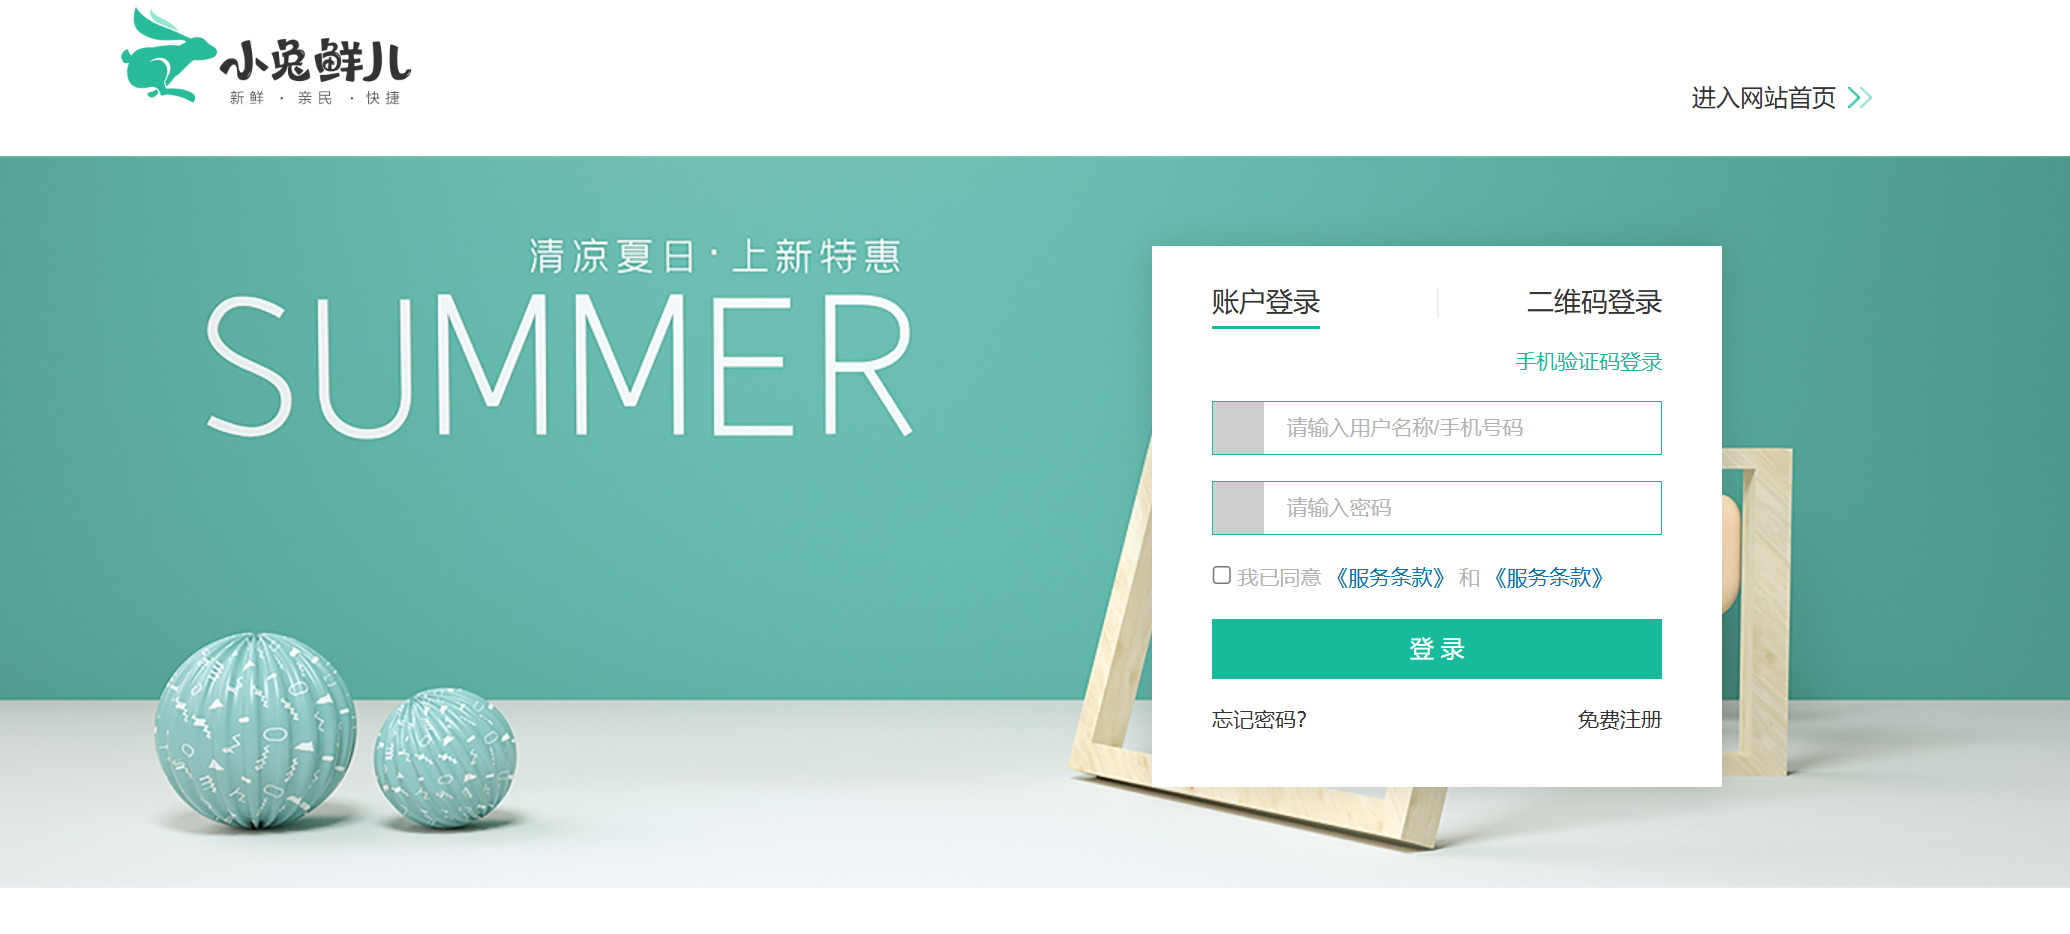 小兔鲜儿
新鲜 · 亲民 · 快捷
进入网站首页
清凉夏日·上新特惠
SUMMER
账户登录
二维码登录
手机验证码登录
请输入用户名称/手机号码
请输入密码
我已同意 《服务条款》 和 《服务条款》
登 录
忘记密码?
免费注册